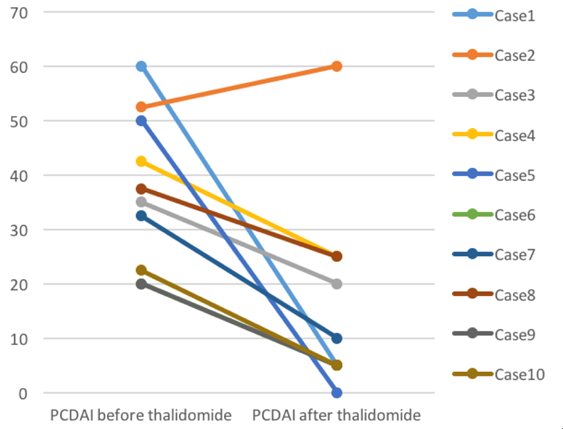 70
60
50
40
30
20
10
0
PCDAI before thalidomide
PCDAI after thalidomide
Case1
Case2
Case3
Case4
Case5
Case6
Case7
Case8
Case9
Case10